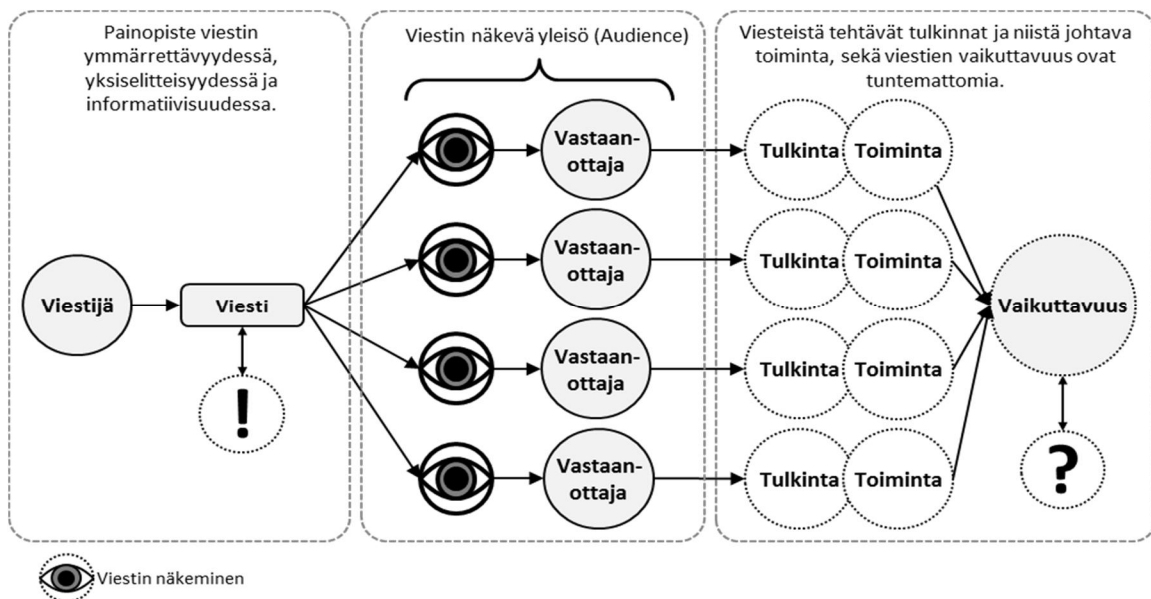 Painopiste viestin
ymmärrettävyydessä,
yksiselitteisyydessä ja
informatiivisuudessa.
Viestijä
Viesti
!
Viestin näkevä yleisö (Audience)
Vastaan-
ottaja
Vastaan-
ottaja
Vastaan-
ottaja
Vastaan-
ottaja
Viesteistä tehtävät tulkinnat ja niistä johtava
toiminta, sekä viestien vaikuttavuus ovat
tuntemattomia.
Tulkinta Toiminta
Tulkinta Toiminta
Tulkinta Toiminta
Tulkinta Toiminta
Vaikuttavuus
?
Viestin näkeminen